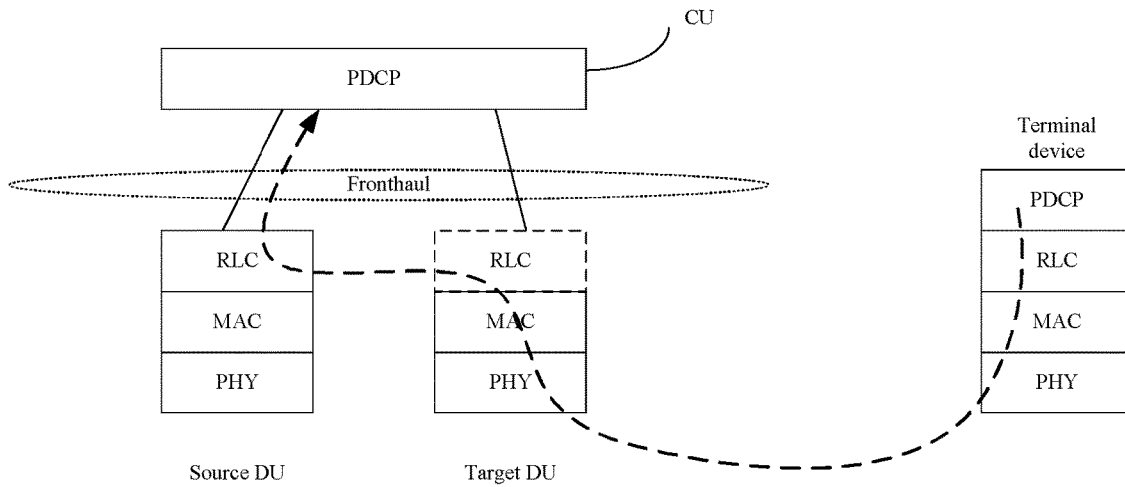 CU
PDCP
Terminal
device
Fronthaul
PDCP
RLC
RLC
RLC
MAC
MAC
MAC
PHY
PHY
PHY
Source DU
Target DU